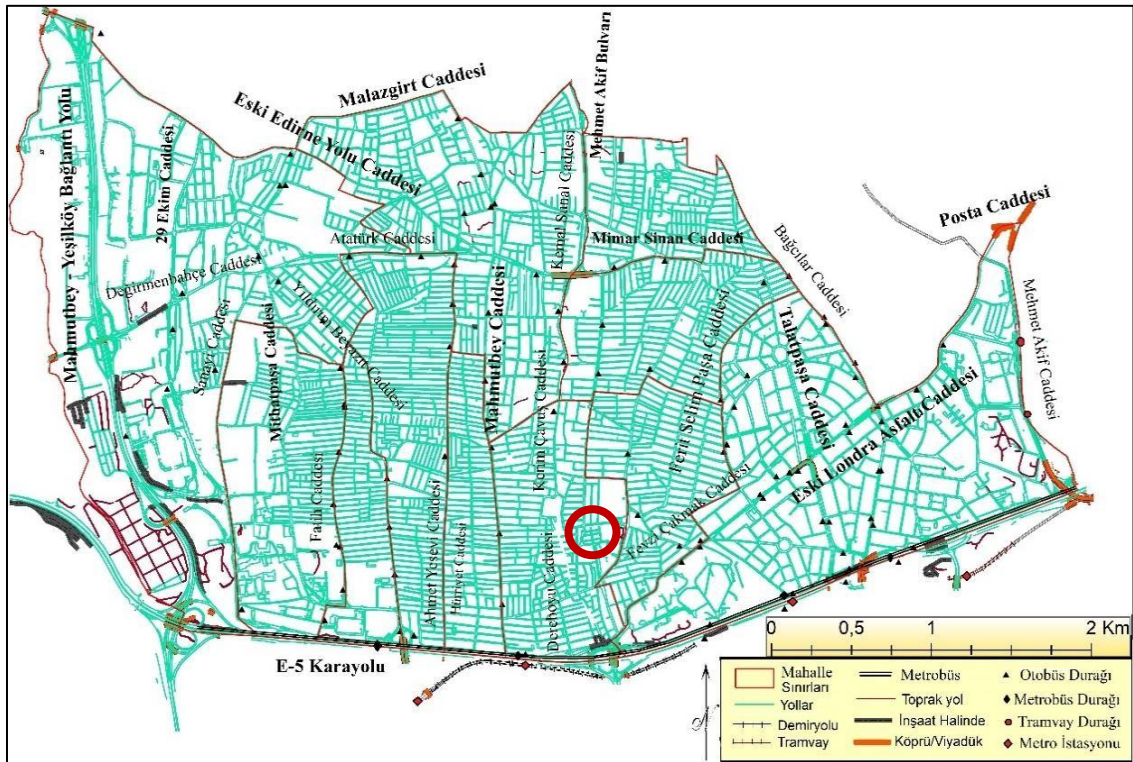 Malazgirt Caddesi
Mehmet Akif Bulvarı
Eski Edirne Yolu Caddesi
Mahmutbey - Yeşilköy Bağlantı Yolu
29 Ekim Caddesi
Kemal Sanal Caddesi
Posta Caddesi
Atatürk Caddesi
Mimar Sinan Caddesi
Bağcılar Caddesi
Değirmenbahçe Caddesi
Mehmet Akif Caddesi
Yıldırım Beyazıt Caddesi
Sanayi Caddesi
Mithatpaşa Caddesi
Mahmutbey Caddesi
Talatpaşa Caddesi
Kerim Çaveş Caddesi
Ferit Selim Paşa Caddesi
Eski Londra Asfaltı Caddesi
Fatih Caddesi
Fevzi Çakmak Caddesi
Ahmet Yesevi Caddesi
Hürriyet Caddesi
Dereboyu Caddesi
E-5 Karayolu
0 0,5 1 2 Km
Mahalle Sınırları
Yollar
Demiryolu
Tramvay
Metrobüs
Toprak yol
İnşaat Halinde
Köprü/Viyadük
Otobüs Durağı
Metrobüs Durağı
Tramvay Durağı
Metro İstasyonu